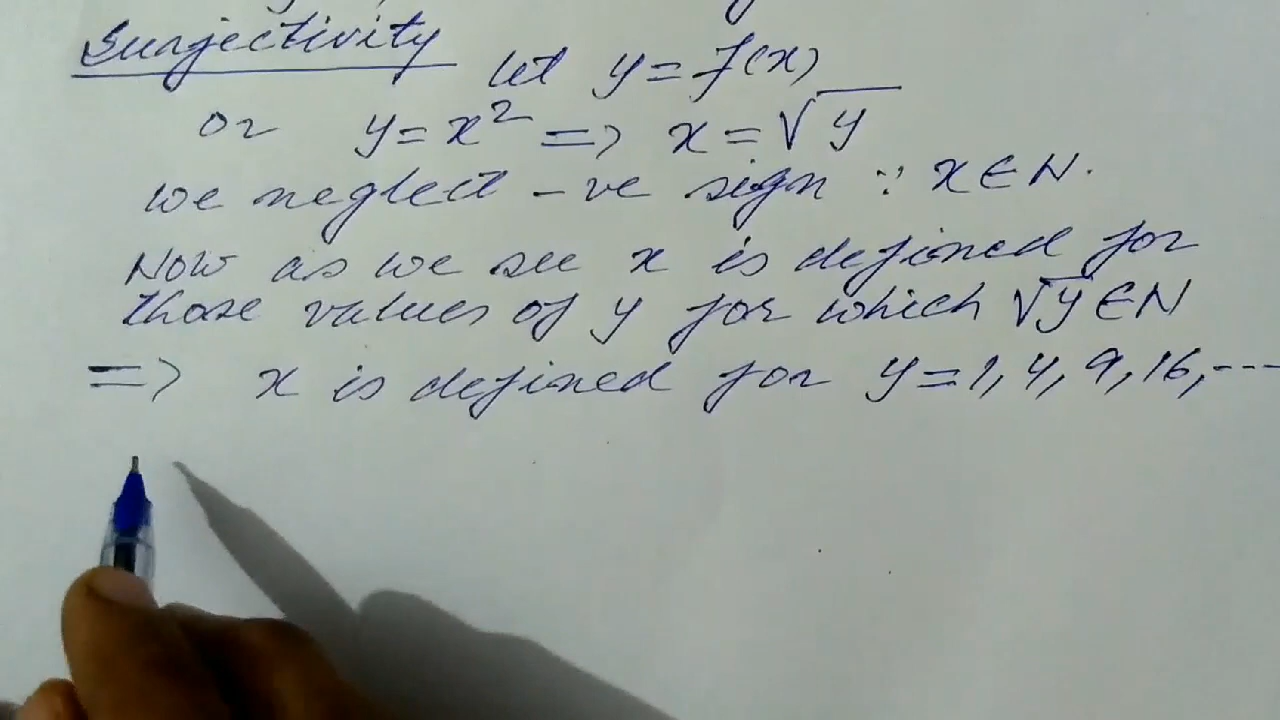 Surjectivity let y = f(x)
or y = x² => x = √y
we neglect -ve sign ∵ x ∈ N.
Now as we see x is defined for
those values of y for which √y ∈ N
=> x is defined for y = 1, 4, 9, 16, ---